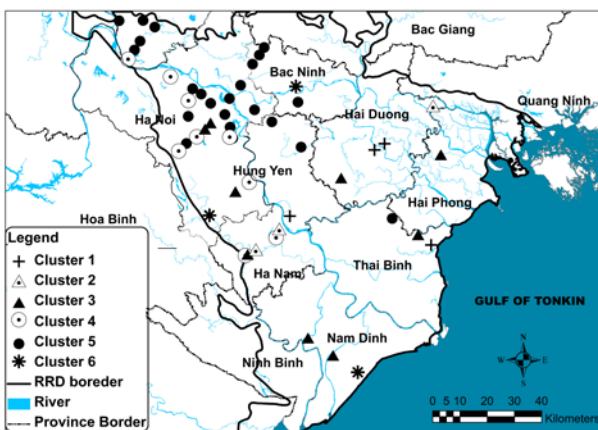 Bac Giang
Bac Ninh
Quang Ninh
Hai Duong
Ha Noi
Hung Yen
Hai Phong
Hoa Binh
Legend
Cluster 1
Cluster 2
Cluster 3
Cluster 4
Cluster 5
Cluster 6
RRD boreder
River
Province Border
Ha Nam
Thai Binh
GULF OF TONKIN
Nam Dinh
Ninh Binh
N
W E
S
0 5 10 20 30 40
Kilometers